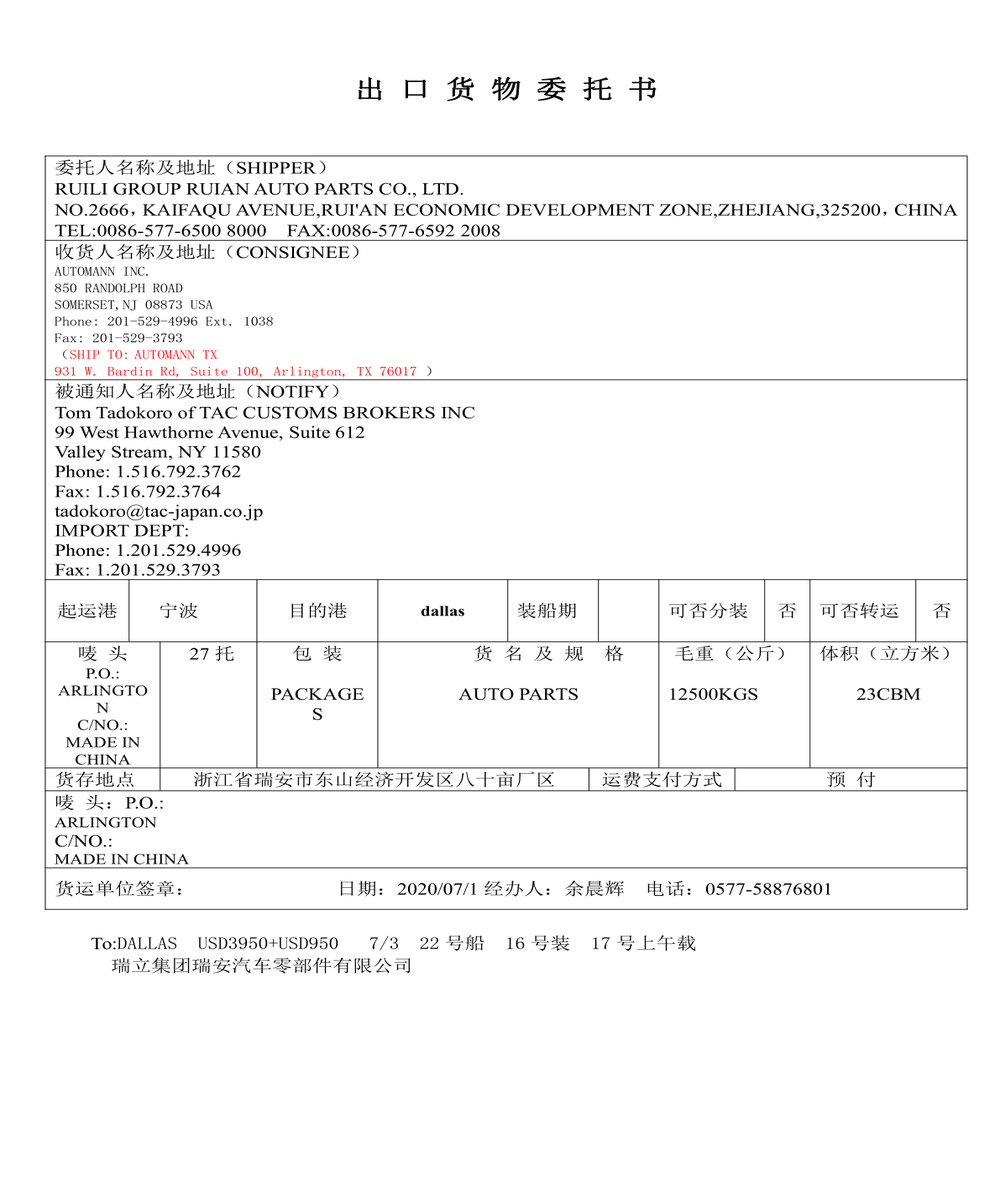 出 口 货 物 委 托 书
委托人名称及地址（SHIPPER）
RUILI GROUP RUIAN AUTO PARTS CO., LTD.
NO.2666，KAIFAQU AVENUE,RUI'AN ECONOMIC DEVELOPMENT ZONE,ZHEJIANG,325200，CHINA
TEL:0086-577-6500 8000 FAX:0086-577-6592 2008
收货人名称及地址（CONSIGNEE）
AUTOMANN INC.
850 RANDOLPH ROAD
SOMERSET,NJ 08873 USA
Phone: 201-529-4996 Ext. 1038
Fax: 201-529-3793
（SHIP TO: AUTOMANN TX
931 W. Bardin Rd, Suite 100, Arlington, TX 76017 ）
被通知人名称及地址（NOTIFY）
Tom Tadokoro of TAC CUSTOMS BROKERS INC
99 West Hawthorne Avenue, Suite 612
Valley Stream, NY 11580
Phone: 1.516.792.3762
Fax: 1.516.792.3764
tadokoro@tac-japan.co.jp
IMPORT DEPT:
Phone: 1.201.529.4996
Fax: 1.201.529.3793
起运港 宁波 目的港 dallas 装船期 可否分装 否 可否转运 否
唛 头 27 托 包 装 货 名 及 规 格 毛重（公斤） 体积（立方米）
P.O.:
ARLINGTO
N
C/NO.:
MADE IN
CHINA
PACKAGE
S
AUTO PARTS
12500KGS
23CBM
货存地点 浙江省瑞安市东山经济开发区八十亩厂区 运费支付方式 预 付
唛 头：P.O.:
ARLINGTON
C/NO.:
MADE IN CHINA
货运单位签章： 日期：2020/07/1 经办人：余晨辉 电话：0577-58876801
To:DALLAS USD3950+USD950 7/3 22 号船 16 号装 17 号上午载
瑞立集团瑞安汽车零部件有限公司